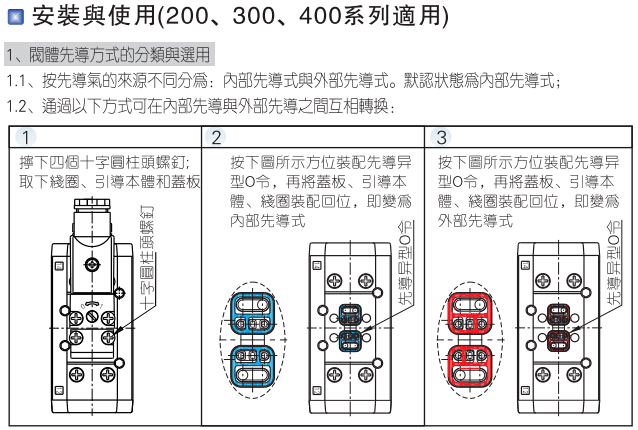 安裝與使用(200、300、400系列適用)
1、閥體先導方式的分類與選用
1.1、按先導氣的來源不同分為：內部先導式與外部先導式。默認狀態為內部先導式；
1.2、通過以下方式可在內部先導與外部先導之間互相轉換：
1
擰下四個十字圓柱頭螺釘;
取下綫圈、引導本體和蓋板
十字圓柱頭螺釘
2
按下圖所示方位裝配先導异
型O令，再將蓋板、引導本
體、綫圈裝配回位，即變為
內部先導式
先導异型O令
3
按下圖所示方位裝配先導异
型O令，再將蓋板、引導本
體、綫圈裝配回位，即變為
外部先導式
先導异型O令